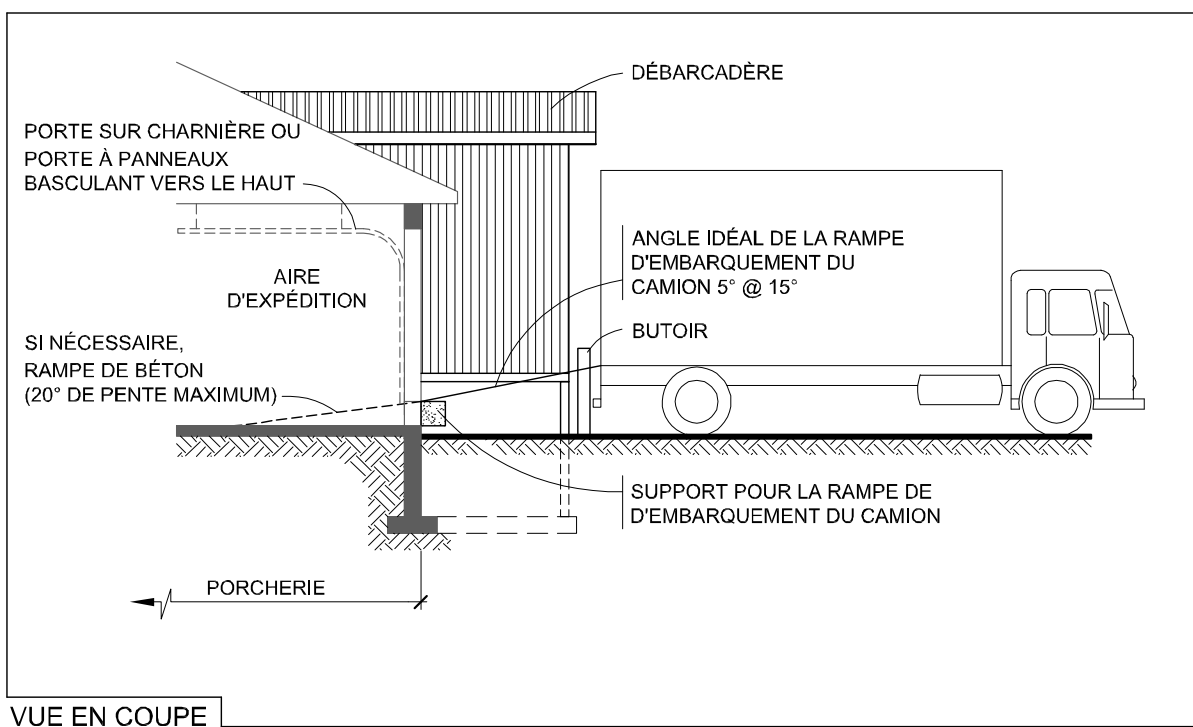 DÉBARCADÈRE
PORTE SUR CHARNIÈRE OU
PORTE À PANNEAUX
BASCULANT VERS LE HAUT
ANGLE IDÉAL DE LA RAMPE
D'EMBARQUEMENT DU
CAMION 5° @ 15°
AIRE
D'EXPÉDITION
BUTOIR
SI NÉCESSAIRE,
RAMPE DE BÉTON
(20° DE PENTE MAXIMUM)
SUPPORT POUR LA RAMPE DE
D'EMBARQUEMENT DU CAMION
PORCHERIE
VUE EN COUPE